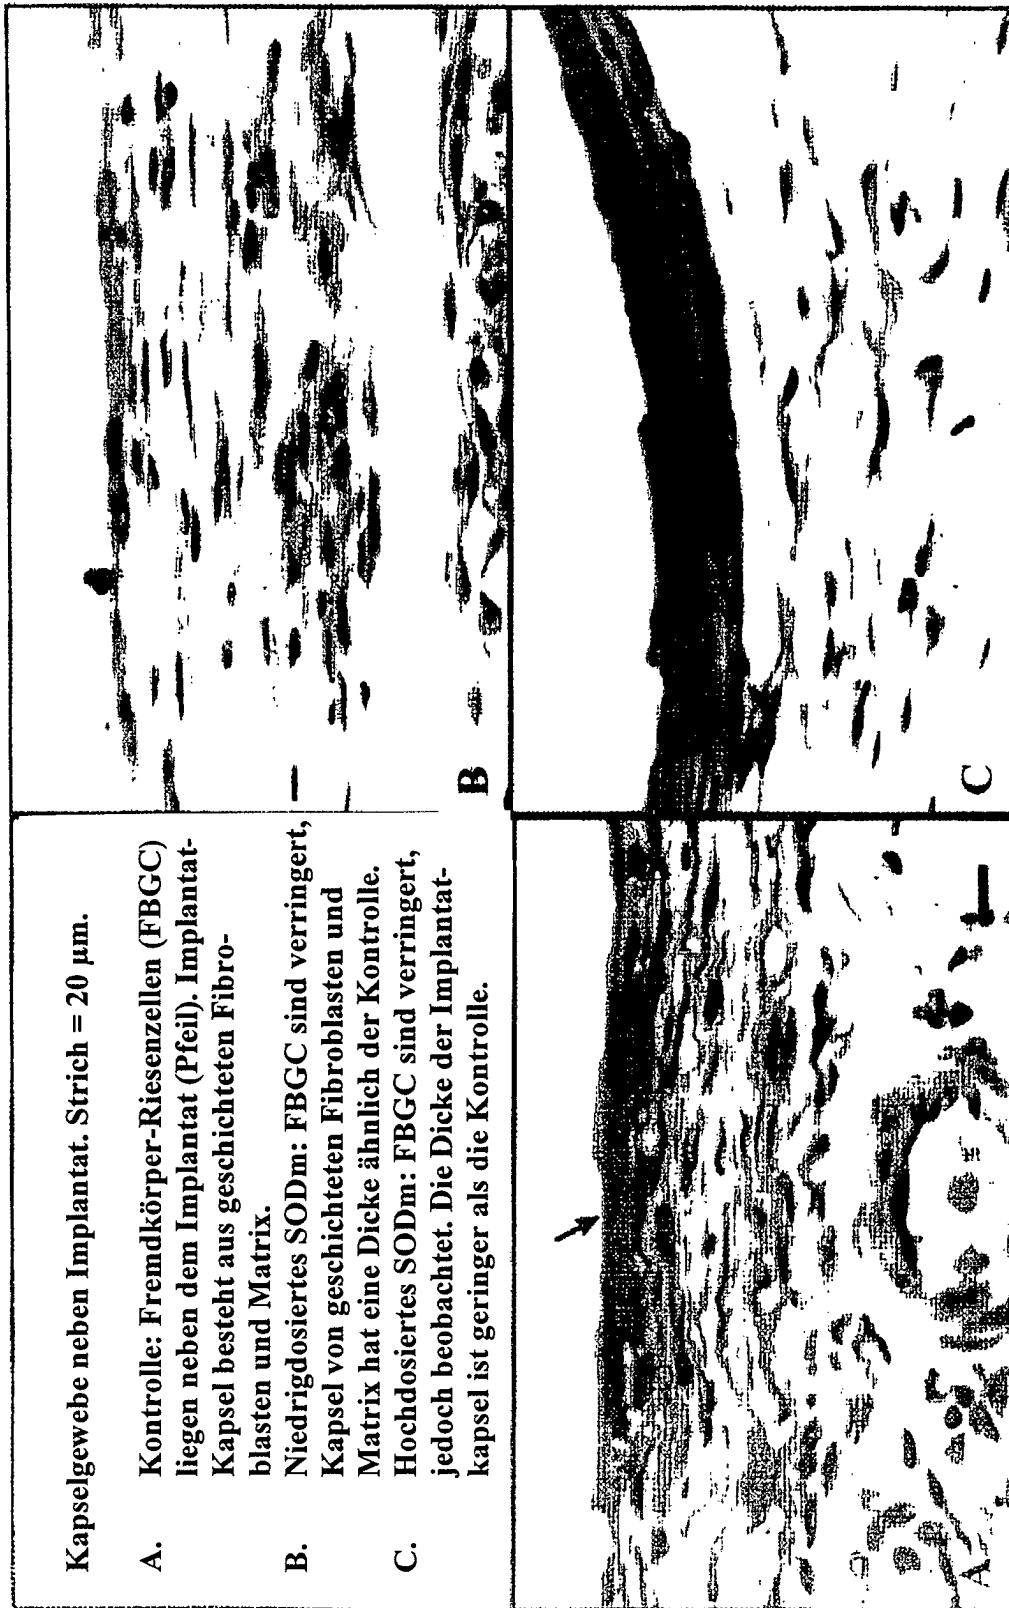 Kapselgewebe neben Implantat. Strich = 20 µm.
A. Kontrolle: Fremdkörper-Riesenzellen (FBGC)
liegen neben dem Implantat (Pfeil). Implantat-
Kapsel besteht aus geschichteten Fibro-
blasten und Matrix.
B. Niedrigdosiertes SODm: FBGC sind verringert,
Kapsel von geschichteten Fibroblasten und
Matrix hat eine Dicke ähnlich der Kontrolle.
C. Hochdosiertes SODm: FBGC sind verringert,
jedoch beobachtet. Die Dicke der Implantat-
kapsel ist geringer als die Kontrolle.
B
A
C